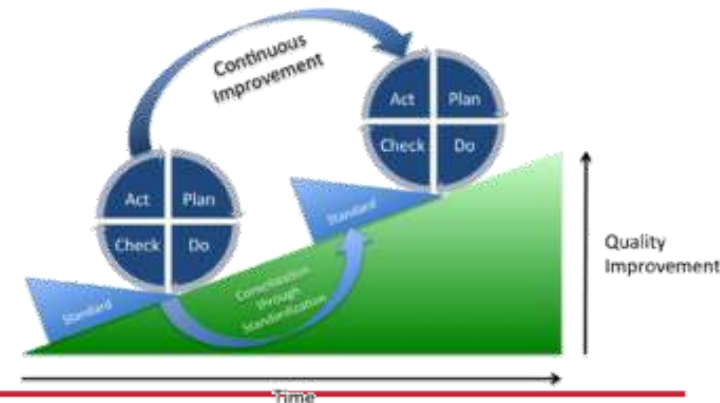 Continuous
Improvement
Act
Plan
Check
Do
Act
Plan
Check
Do
Standard
Standard
Consolidation
through
Standardization
Quality
Improvement
Time